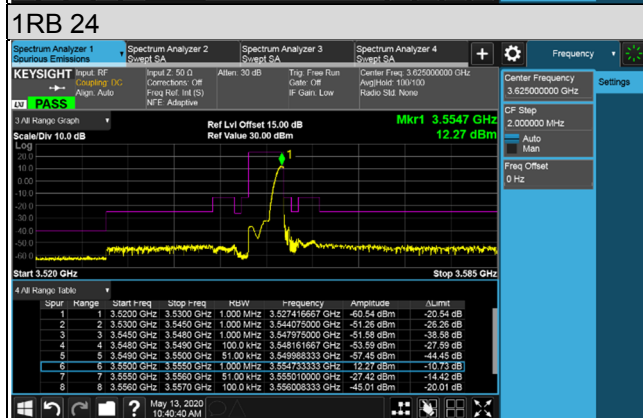 1RB 24
Spectrum Analyzer 1
Spurious Emissions
Spectrum Analyzer 2
Swept SA
Spectrum Analyzer 3
Swept SA
Spectrum Analyzer 4
Swept SA
+
Frequency
KEYSIGHT
Input: RF
Coupling: DC
Align: Auto
Input Z: 50 Ω
Corrections: Off
Freq Ref: Int (S)
NFE: Adaptive
Atten: 30 dB
Trig: Free Run
Gate: Off
IF Gain: Low
Center Freq: 3.625000000 GHz
Avg|Hold: 100/100
Radio Std: None
LXI PASS
Center Frequency
3.625000000 GHz
Settings
CF Step
2.000000 MHz
Auto
Man
Freq Offset
0 Hz
3 All Range Graph
Ref Lvl Offset 15.00 dB
Mkr1 3.5547 GHz
Scale/Div 10.0 dB
Ref Value 30.00 dBm
12.27 dBm
Log
20.0
10.0
0.00
-10.0
-20.0
-30.0
-40.0
-50.0
-60.0
1
Start 3.520 GHz
Stop 3.585 GHz
4 All Range Table
Spur Range Start Freq Stop Freq RBW Frequency Amplitude ΔLimit
1 1 3.5200 GHz 3.5300 GHz 1.000 MHz 3.527416667 GHz -60.54 dBm -20.54 dB
2 2 3.5300 GHz 3.5450 GHz 1.000 MHz 3.544075000 GHz -51.26 dBm -26.26 dB
3 3 3.5450 GHz 3.5480 GHz 1.000 MHz 3.547975000 GHz -51.58 dBm -38.58 dB
4 4 3.5480 GHz 3.5490 GHz 100.0 kHz 3.548161667 GHz -53.59 dBm -27.59 dB
5 5 3.5490 GHz 3.5500 GHz 51.00 kHz 3.549988333 GHz -57.45 dBm -44.45 dB
6 6 3.5500 GHz 3.5550 GHz 1.000 MHz 3.554733333 GHz 12.27 dBm -10.73 dB
7 7 3.5550 GHz 3.5560 GHz 51.00 kHz 3.555010000 GHz -27.42 dBm -14.42 dB
8 8 3.5560 GHz 3.5570 GHz 100.0 kHz 3.556008333 GHz -45.01 dBm -20.01 dB
?
May 13, 2020
10:40:40 AM